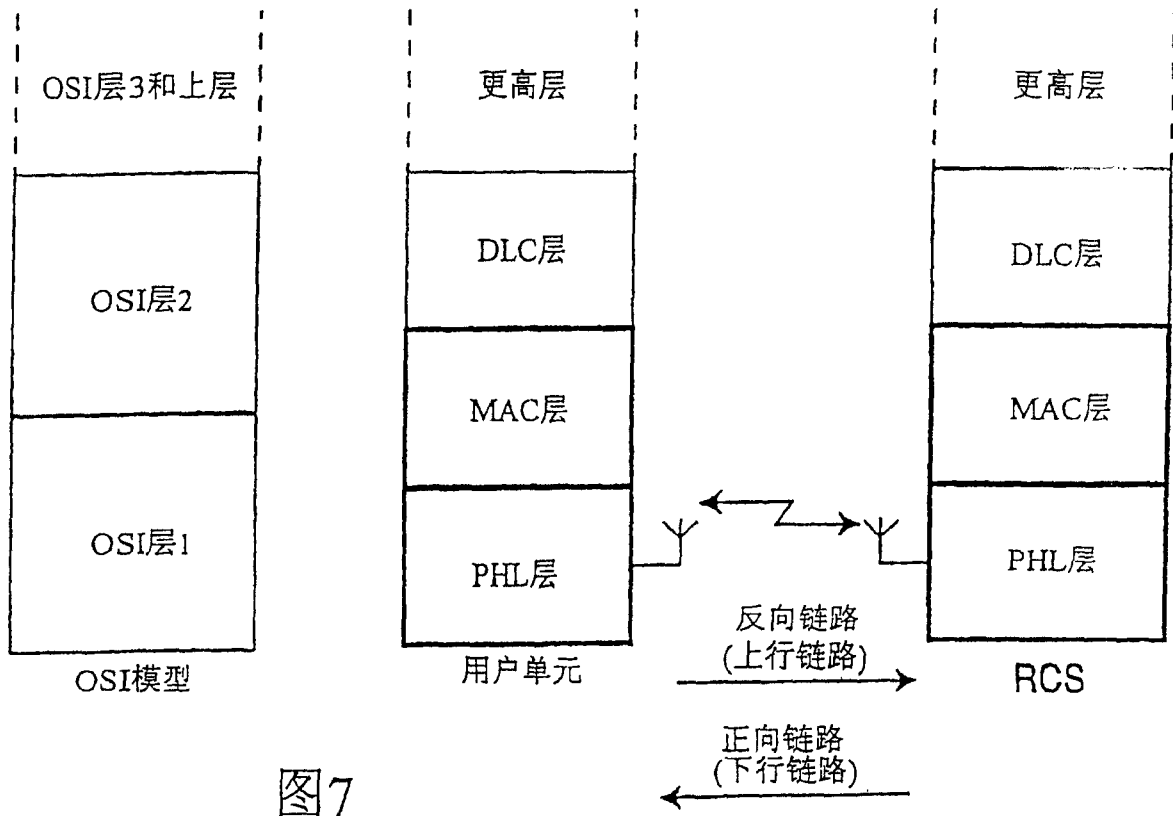 OSI层3和上层
更高层
更高层
OSI层2
DLC层
DLC层
MAC层
MAC层
OSI层1
PHL层
PHL层
OSI模型
用户单元
反向链路
(上行链路)
RCS
正向链路
(下行链路)
图7